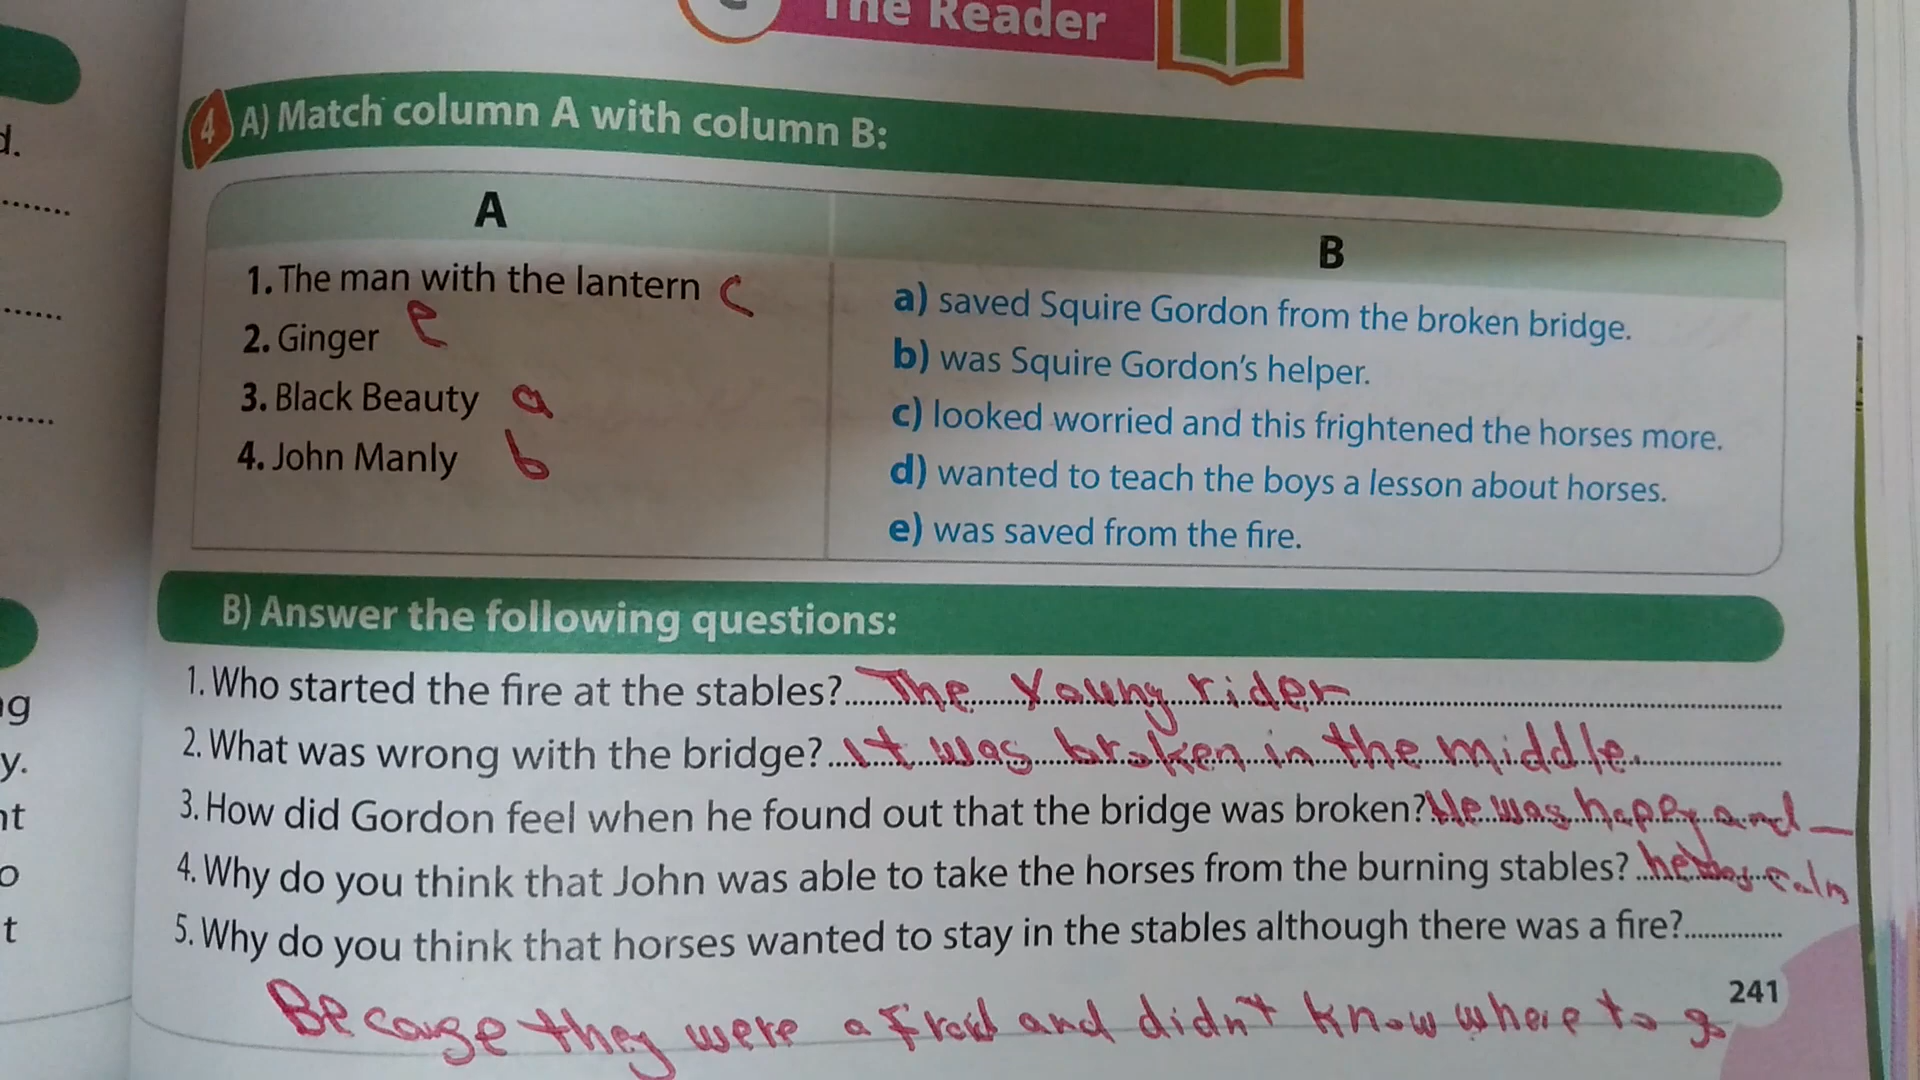 The Reader
4 A) Match column A with column B:
A
B
1. The man with the lantern c
2. Ginger e
3. Black Beauty a
4. John Manly b
a) saved Squire Gordon from the broken bridge.
b) was Squire Gordon's helper.
c) looked worried and this frightened the horses more.
d) wanted to teach the boys a lesson about horses.
e) was saved from the fire.
B) Answer the following questions:
1. Who started the fire at the stables? The Young rider
2. What was wrong with the bridge? It was broken in the middle.
3. How did Gordon feel when he found out that the bridge was broken? He was happy and
4. Why do you think that John was able to take the horses from the burning stables? he was calm
5. Why do you think that horses wanted to stay in the stables although there was a fire?
Because they were a fraid and didn't know where to go
241
d.
y.